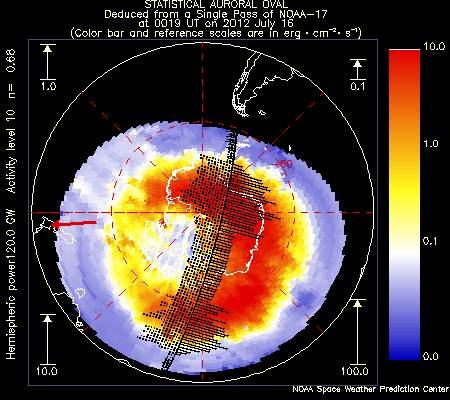 STATISTICAL AURORAL OVAL
Deduced from a Single Pass of NOAA-17
at 0019 UT on 2012 July 16
(Color bar and reference scales are in erg·cm⁻²·s⁻¹)
1.0
0.1
10.0
100.0
Hemispheric power120.0 GW Activity level 10 n= 0.68
10.0
1.0
0.1
0.0
NOAA Space Weather Prediction Center